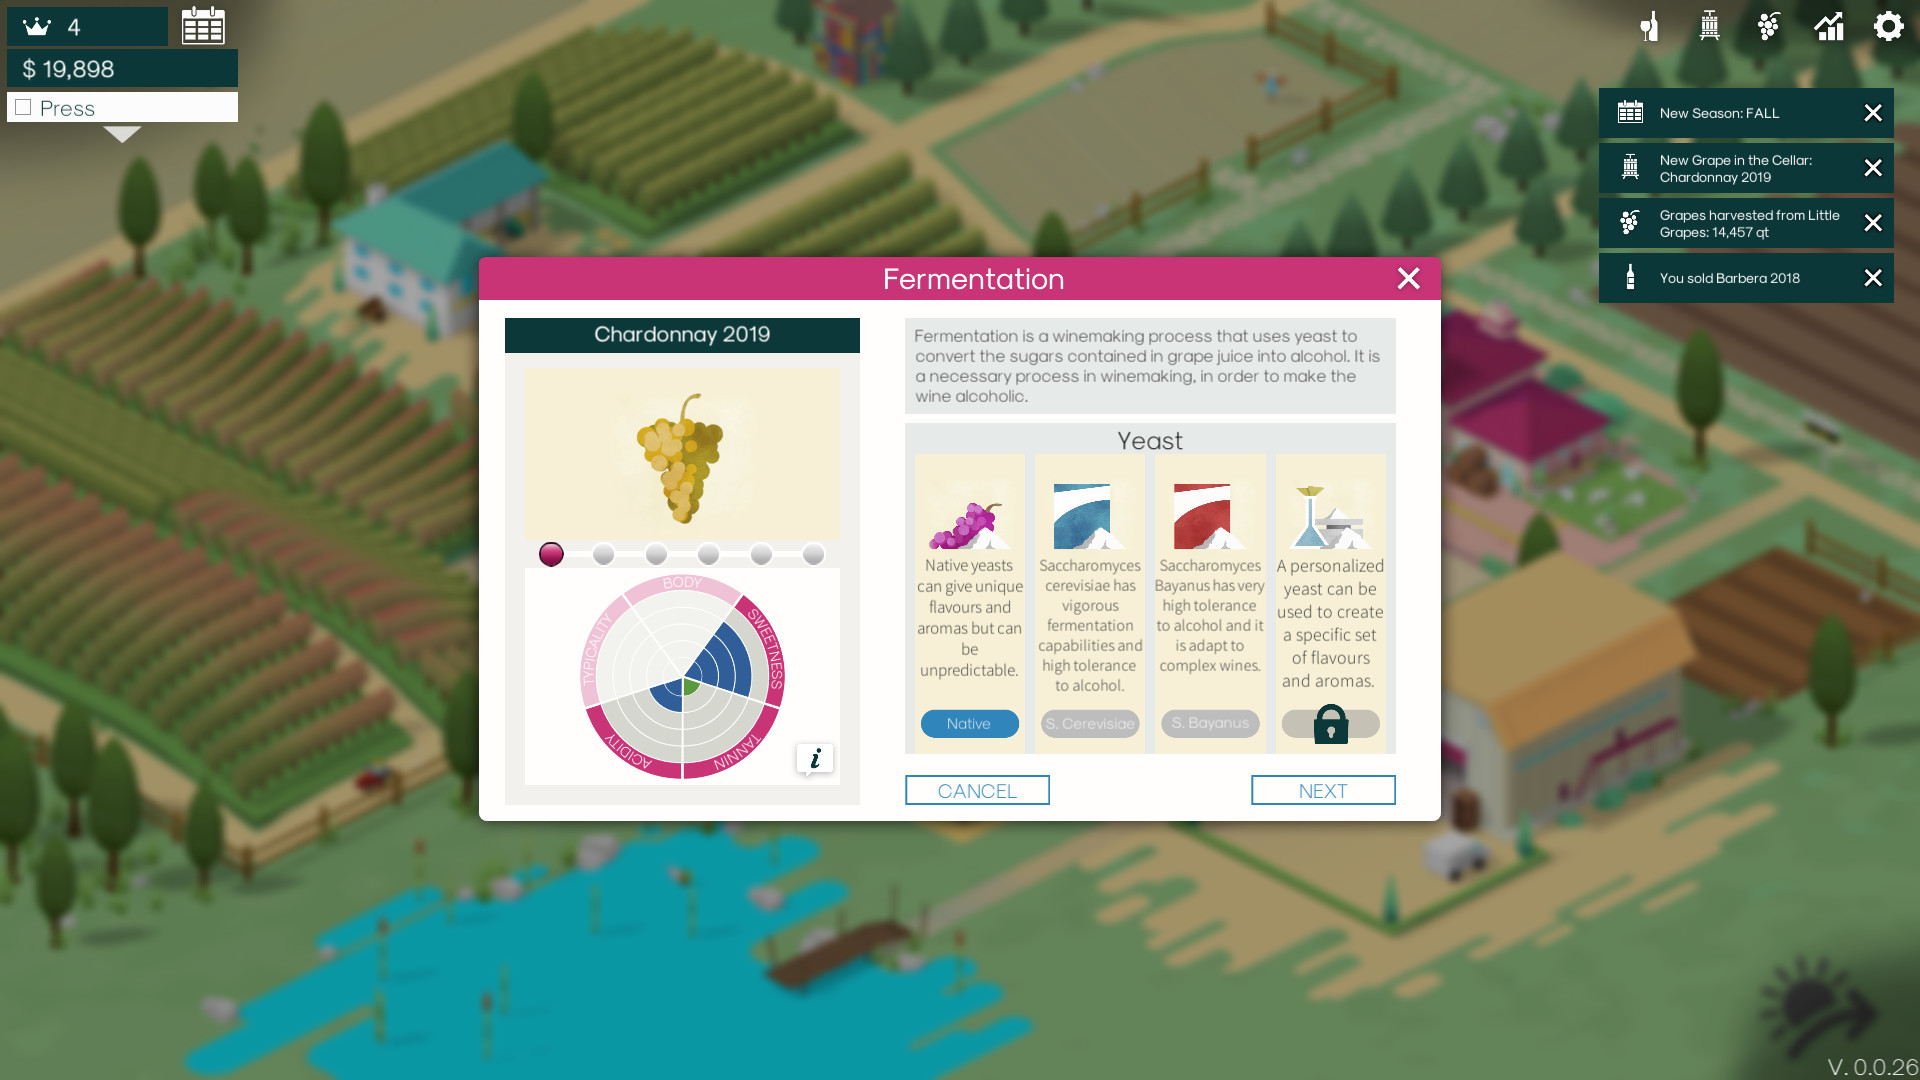 4
$ 19,898
Press
New Season: FALL
New Grape in the Cellar:
Chardonnay 2019
Grapes harvested from Little
Grapes: 14,457 qt
You sold Barbera 2018
Fermentation
Chardonnay 2019
BODY
SWEETNESS
TANNIN
ACIDITY
TYPICALITY
i
Fermentation is a winemaking process that uses yeast to
convert the sugars contained in grape juice into alcohol. It is
a necessary process in winemaking, in order to make the
wine alcoholic.
Yeast
Native yeasts
can give unique
flavours and
aromas but can
be
unpredictable.
Native
Saccharomyces
cerevisiae has
vigorous
fermentation
capabilities and
high tolerance
to alcohol.
S. Cerevisiae
Saccharomyces
Bayanus has very
high tolerance
to alcohol and it
is adapt to
complex wines.
S. Bayanus
A personalized
yeast can be
used to create
a specific set
of flavours
and aromas.
CANCEL
NEXT
V. 0.0.26